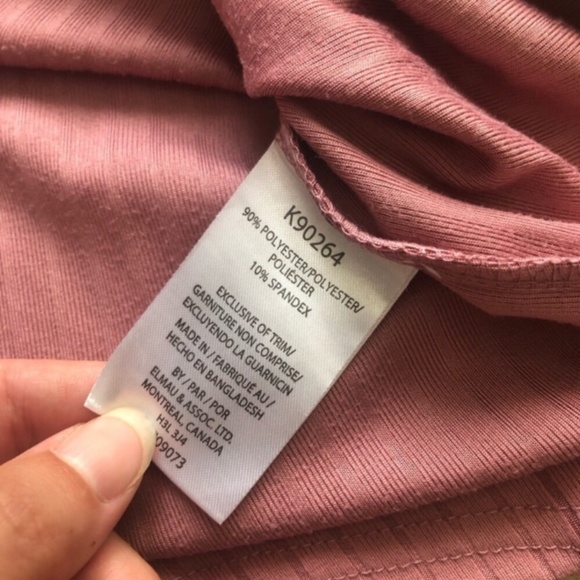 K90264
90% POLYESTER/POLYESTER/
POLIÉSTER
10% SPANDEX
EXCLUSIVE OF TRIM/
GARNITURE NON COMPRISE/
EXCLUYENDO LA GUARNICIN
MADE IN / FABRIQUÉ AU /
HECHO EN BANGLADESH
BY / PAR / POR
ELMAU & ASSOC. LTD.
MONTREAL, CANADA
H3L 3J4
09073